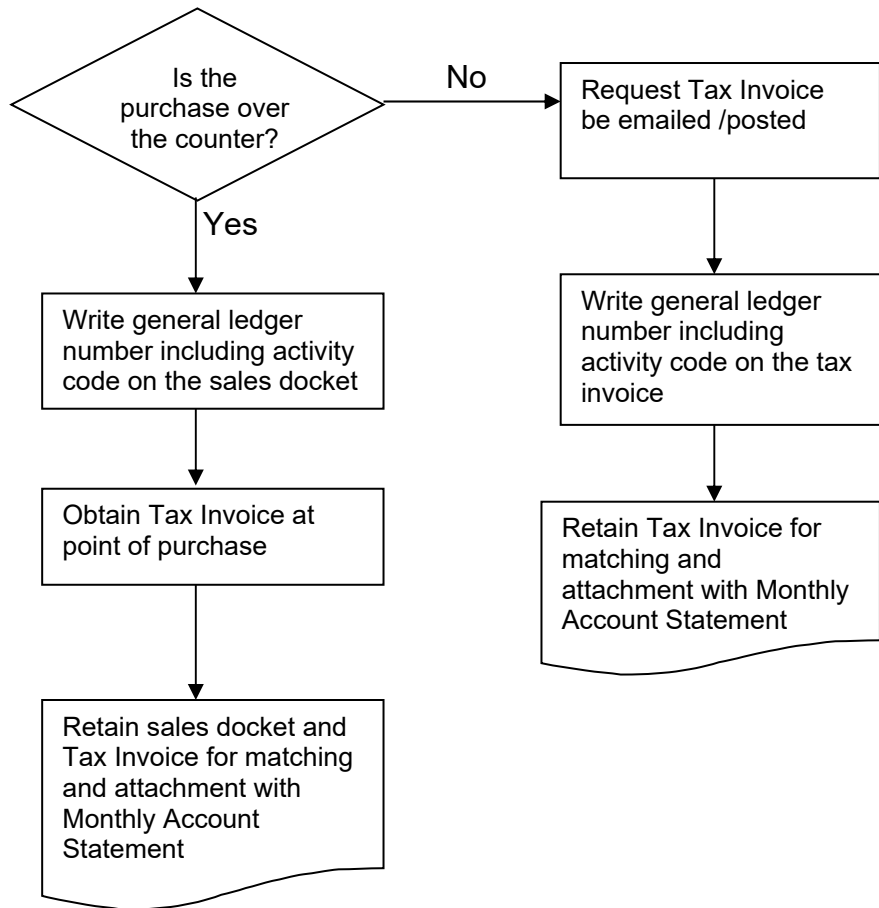 Is the
purchase over
the counter?
No
Request Tax Invoice
be emailed /posted
Yes
Write general ledger
number including activity
code on the sales docket
Write general ledger
number including
activity code on the tax
invoice
Obtain Tax Invoice at
point of purchase
Retain Tax Invoice for
matching and
attachment with Monthly
Account Statement
Retain sales docket and
Tax Invoice for matching
and attachment with
Monthly Account
Statement